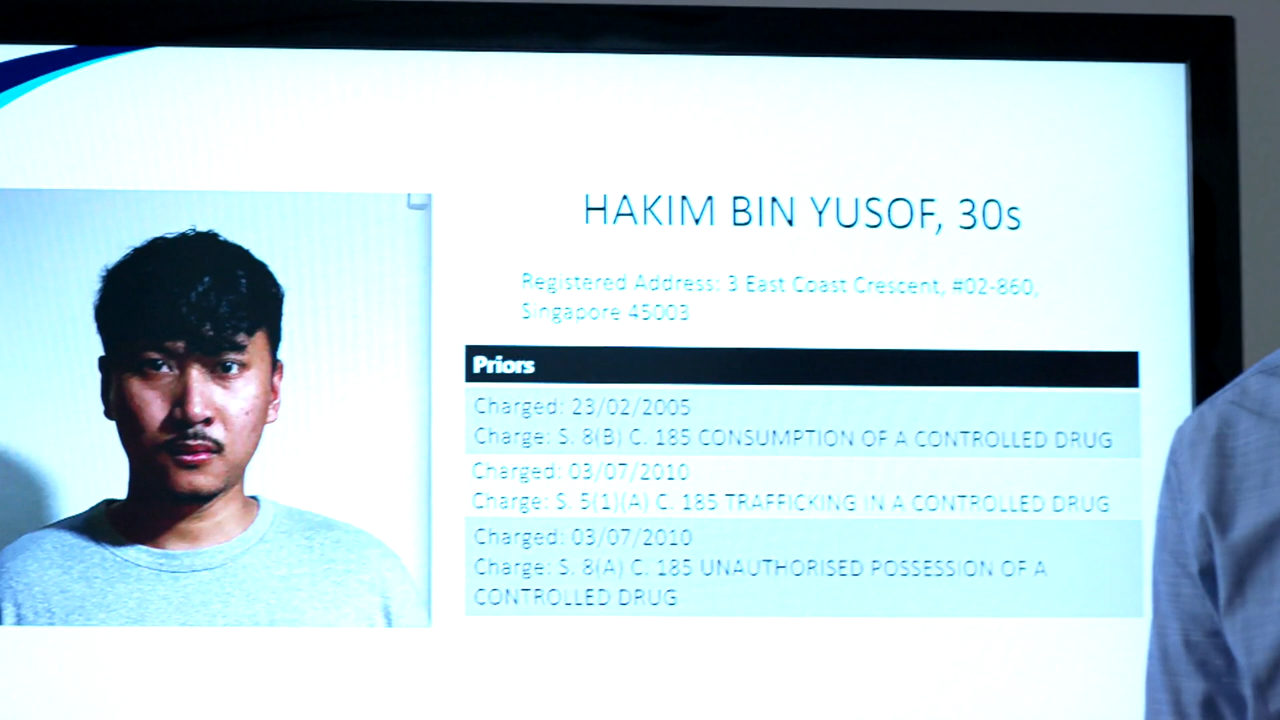 HAKIM BIN YUSOF, 30s
Registered Address: 3 East Coast Crescent, #02-860,
Singapore 45003
Priors
Charged: 23/02/2005
Charge: S. 8(B) C. 185 CONSUMPTION OF A CONTROLLED DRUG
Charged: 03/07/2010
Charge: S. 5(1)(A) C. 185 TRAFFICKING IN A CONTROLLED DRUG
Charged: 03/07/2010
Charge: S. 8(A) C. 185 UNAUTHORISED POSSESSION OF A
CONTROLLED DRUG